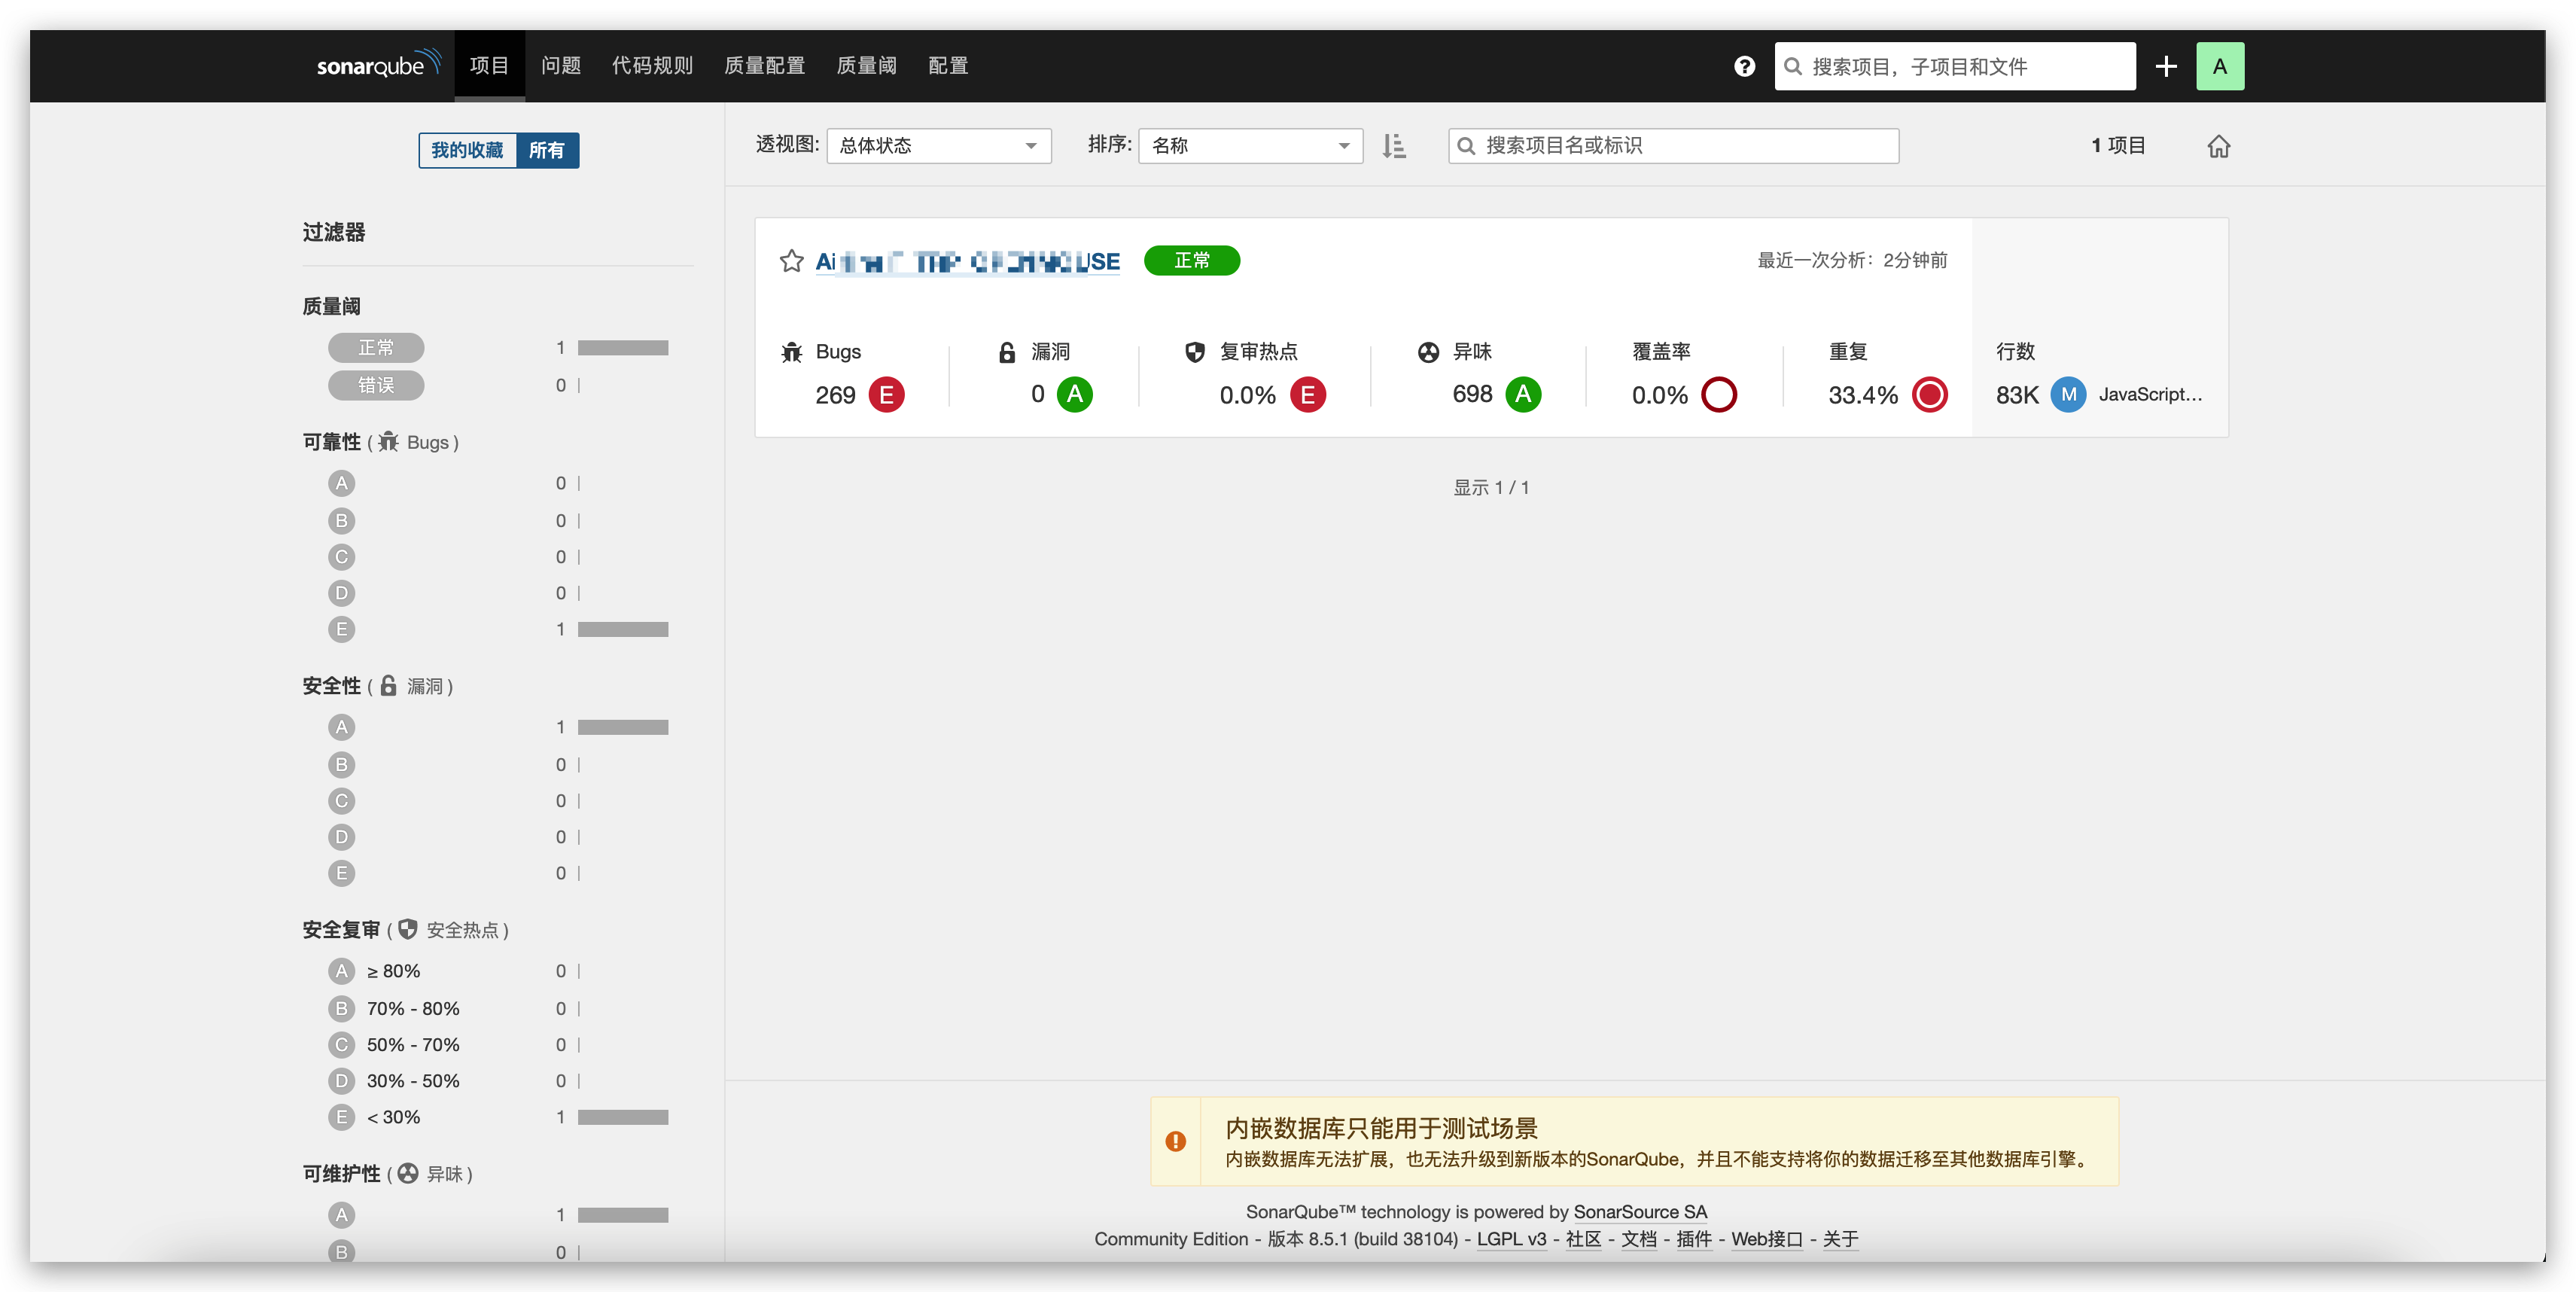 sonarqube 项目 问题 代码规则 质量配置 质量阈 配置 搜索项目，子项目和文件 A
我的收藏 所有
透视图: 总体状态 排序: 名称 搜索项目名或标识 1 项目
过滤器
质量阈
正常 1
错误 0
可靠性 ( Bugs )
A 0
B 0
C 0
D 0
E 1
安全性 ( 漏洞 )
A 1
B 0
C 0
D 0
E 0
安全复审 ( 安全热点 )
A ≥ 80% 0
B 70% - 80% 0
C 50% - 70% 0
D 30% - 50% 0
E < 30% 1
可维护性 ( 异味 )
A 1
B 0
正常 最近一次分析：2分钟前
Bugs 漏洞 复审热点 异味 覆盖率 重复 行数
269 E 0 A 0.0% E 698 A 0.0% 33.4% 83K M JavaScript...
显示 1 / 1
内嵌数据库只能用于测试场景
内嵌数据库无法扩展，也无法升级到新版本的SonarQube，并且不能支持将你的数据迁移至其他数据库引擎。
SonarQube™ technology is powered by SonarSource SA
Community Edition - 版本 8.5.1 (build 38104) - LGPL v3 - 社区 - 文档 - 插件 - Web接口 - 关于